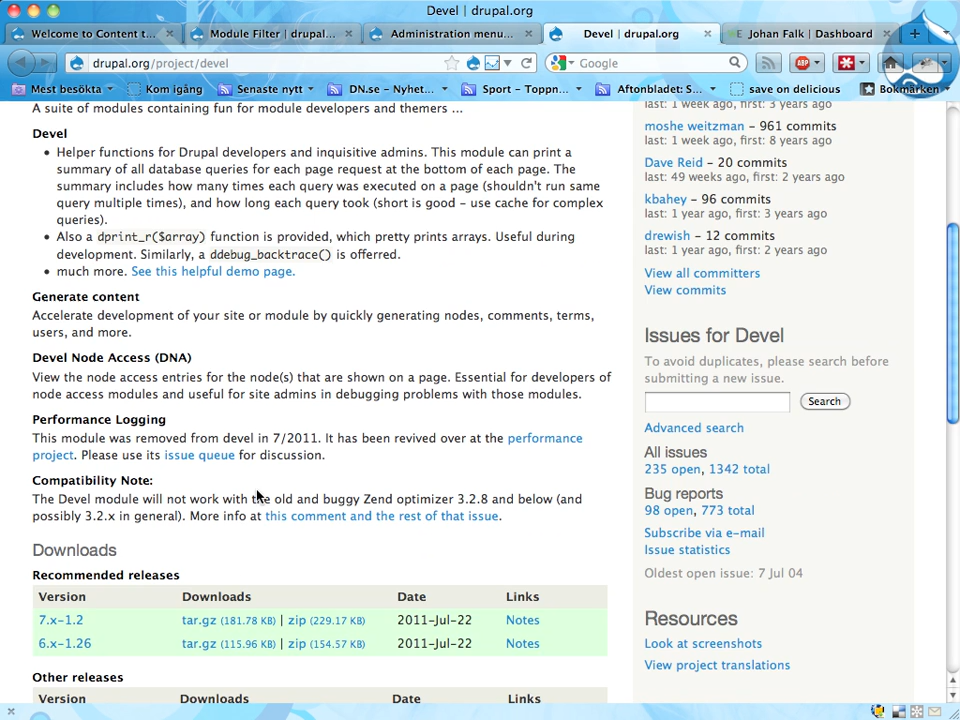 Devel | drupal.org
Welcome to Content t...
Module Filter | drupal...
Administration menu...
Devel | drupal.org
Johan Falk | Dashboard
drupal.org/project/devel
Google
ABP
Mest besökta
Kom igång
Senaste nytt
DN.se – Nyhet...
Sport – Toppn...
Aftonbladet: S...
save on delicious
Bokmärken
A suite of modules containing fun for module developers and themers ...
Devel
Helper functions for Drupal developers and inquisitive admins. This module can print a
summary of all database queries for each page request at the bottom of each page. The
summary includes how many times each query was executed on a page (shouldn't run same
query multiple times), and how long each query took (short is good – use cache for complex
queries).
Also a dprint_r($array) function is provided, which pretty prints arrays. Useful during
development. Similarly, a ddebug_backtrace() is offerred.
much more. See this helpful demo page.
Generate content
Accelerate development of your site or module by quickly generating nodes, comments, terms,
users, and more.
Devel Node Access (DNA)
View the node access entries for the node(s) that are shown on a page. Essential for developers of
node access modules and useful for site admins in debugging problems with those modules.
Performance Logging
This module was removed from devel in 7/2011. It has been revived over at the performance
project. Please use its issue queue for discussion.
Compatibility Note:
The Devel module will not work with the old and buggy Zend optimizer 3.2.8 and below (and
possibly 3.2.x in general). More info at this comment and the rest of that issue.
Downloads
Recommended releases
Version Downloads Date Links
7.x-1.2 tar.gz (181.78 KB) | zip (229.17 KB) 2011-Jul-22 Notes
6.x-1.26 tar.gz (115.96 KB) | zip (154.57 KB) 2011-Jul-22 Notes
Other releases
Version Downloads Date Links
last: 1 week ago, first: 3 years ago
moshe weitzman – 961 commits
last: 1 week ago, first: 8 years ago
Dave Reid – 20 commits
last: 49 weeks ago, first: 2 years ago
kbahey – 96 commits
last: 1 year ago, first: 3 years ago
drewish – 12 commits
last: 1 year ago, first: 2 years ago
View all committers
View commits
Issues for Devel
To avoid duplicates, please search before
submitting a new issue.
Search
Advanced search
All issues
235 open, 1342 total
Bug reports
98 open, 773 total
Subscribe via e-mail
Issue statistics
Oldest open issue: 7 Jul 04
Resources
Look at screenshots
View project translations